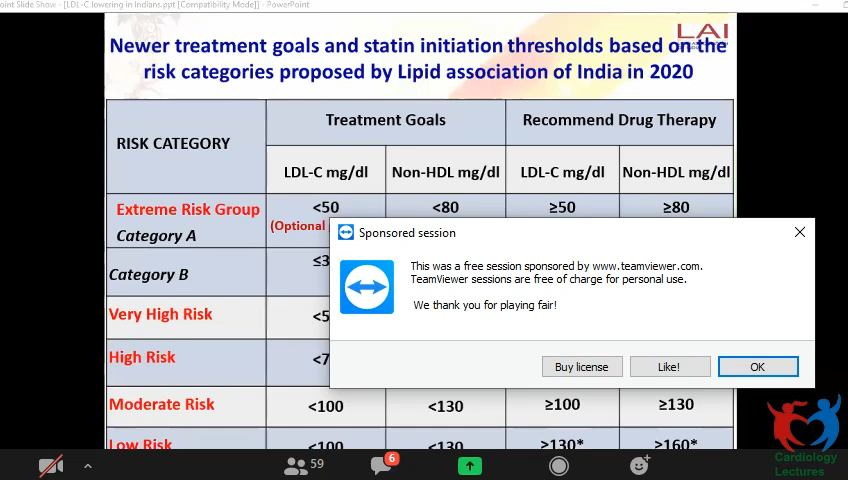 oint Slide Show - [LDL-C lowering in Indians.ppt [Compatibility Mode]] - PowerPoint
LAI
Newer treatment goals and statin initiation thresholds based on the
risk categories proposed by Lipid association of India in 2020
RISK CATEGORY
Treatment Goals
Recommend Drug Therapy
LDL-C mg/dl
Non-HDL mg/dl
LDL-C mg/dl
Non-HDL mg/dl
Extreme Risk Group
Category A
<50
(Optional
<80
≥50
≥80
Category B
≤3
Very High Risk
<5
High Risk
<7
Moderate Risk
<100
<130
≥100
≥130
Low Risk
<100
<130
≥130*
≥160*
Sponsored session
This was a free session sponsored by www.teamviewer.com.
TeamViewer sessions are free of charge for personal use.
We thank you for playing fair!
Buy license
Like!
OK
59
6
Cardiology
Lectures